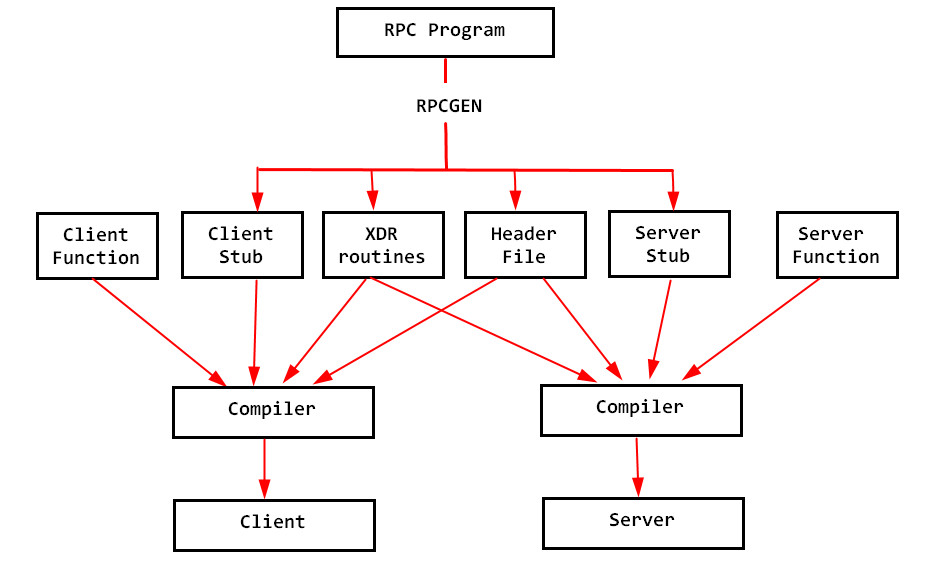 RPC Program
RPCGEN
Client
Function
Client
Stub
XDR
routines
Header
File
Server
Stub
Server
Function
Compiler
Compiler
Client
Server